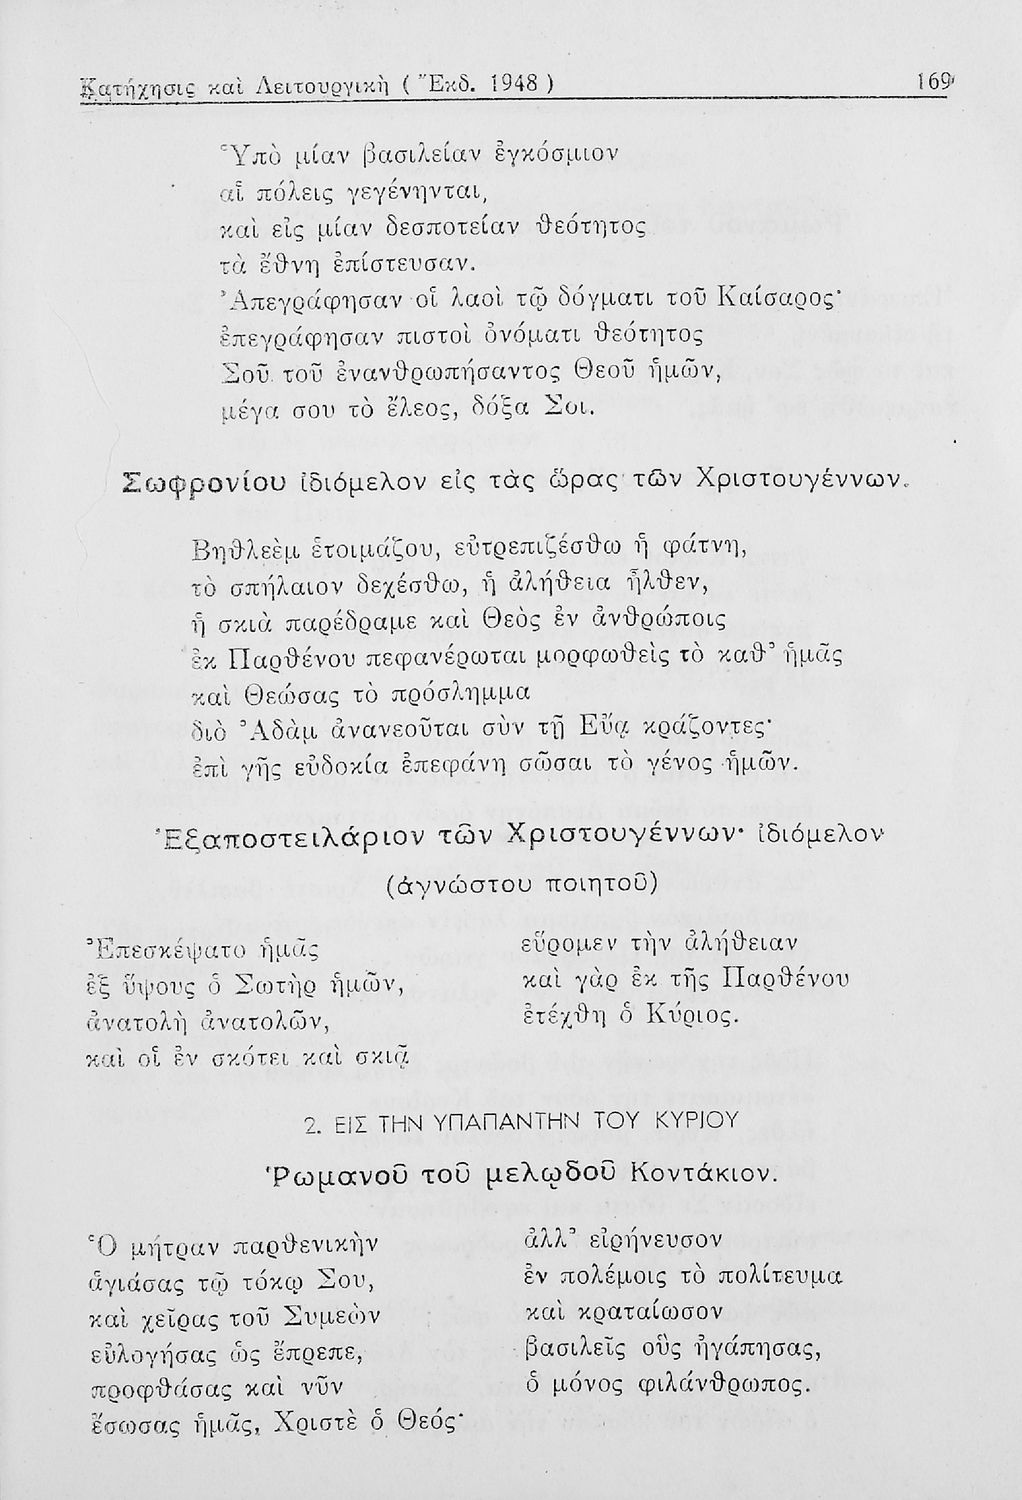 Κατήχησις καὶ Λειτουργικὴ ( Ἔκδ. 1948 ) 169
Ὑπὸ μίαν βασιλείαν ἐγκόσμιον
αἱ πόλεις γεγένηνται,
καὶ εἰς μίαν δεσποτείαν θεότητος
τὰ ἔθνη ἐπίστευσαν.
Ἀπεγράφησαν οἱ λαοὶ τῷ δόγματι τοῦ Καίσαρος·
ἐπεγράφησαν πιστοὶ ὀνόματι θεότητος
Σοῦ τοῦ ἐνανθρωπήσαντος Θεοῦ ἡμῶν,
μέγα σου τὸ ἔλεος, δόξα Σοι.
Σωφρονίου ἰδιόμελον εἰς τὰς ὥρας τῶν Χριστουγέννων.
Βηθλεὲμ ἑτοιμάζου, εὐτρεπιζέσθω ἡ φάτνη,
τὸ σπήλαιον δεχέσθω, ἡ ἀλήθεια ἦλθεν,
ἡ σκιὰ παρέδραμε καὶ Θεὸς ἐν ἀνθρώποις
ἐκ Παρθένου πεφανέρωται μορφωθεὶς τὸ καθ' ἡμᾶς
καὶ Θεώσας τὸ πρόσλημμα
διὸ Ἀδὰμ ἀνανεοῦται σὺν τῇ Εὔᾳ κράζοντες·
ἐπὶ γῆς εὐδοκία ἐπεφάνη σῶσαι τὸ γένος ἡμῶν.
Ἐξαποστειλάριον τῶν Χριστουγέννων· ἰδιόμελον
(ἀγνώστου ποιητοῦ)
Ἐπεσκέψατο ἡμᾶς
ἐξ ὕψους ὁ Σωτὴρ ἡμῶν,
ἀνατολὴ ἀνατολῶν,
καὶ οἱ ἐν σκότει καὶ σκιᾷ
εὕρομεν τὴν ἀλήθειαν
καὶ γὰρ ἐκ τῆς Παρθένου
ἐτέχθη ὁ Κύριος.
2. ΕΙΣ ΤΗΝ ΥΠΑΠΑΝΤΗΝ ΤΟΥ ΚΥΡΙΟΥ
Ῥωμανοῦ τοῦ μελῳδοῦ Κοντάκιον.
Ὁ μήτραν παρθενικὴν
ἁγιάσας τῷ τόκῳ Σου,
καὶ χεῖρας τοῦ Συμεὼν
εὐλογήσας ὡς ἔπρεπε,
προφθάσας καὶ νῦν
ἔσωσας ἡμᾶς, Χριστὲ ὁ Θεός·
ἀλλ' εἰρήνευσον
ἐν πολέμοις τὸ πολίτευμα
καὶ κραταίωσον
βασιλεῖς οὓς ἠγάπησας,
ὁ μόνος φιλάνθρωπος.